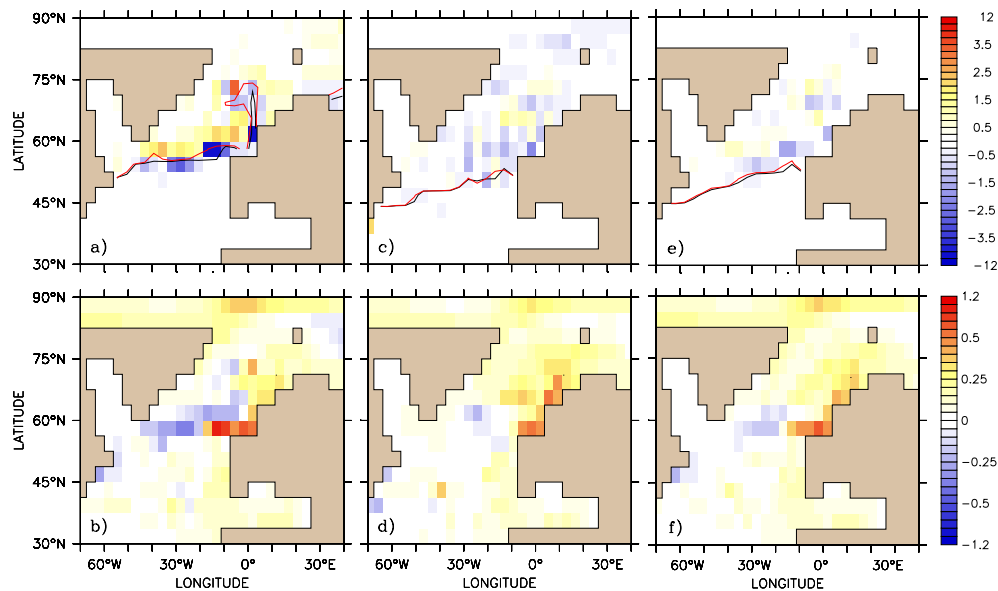 90°N
75°N
60°N
45°N
30°N
LATITUDE
a)
c)
e)
12
3.5
2.5
1.5
0.5
−0.5
−1.5
−2.5
−3.5
−12
90°N
75°N
60°N
45°N
30°N
LATITUDE
b)
d)
f)
1.2
0.5
0.25
0
−0.25
−0.5
−1.2
60°W 30°W 0° 30°E
60°W 30°W 0° 30°E
60°W 30°W 0° 30°E
LONGITUDE
LONGITUDE
LONGITUDE